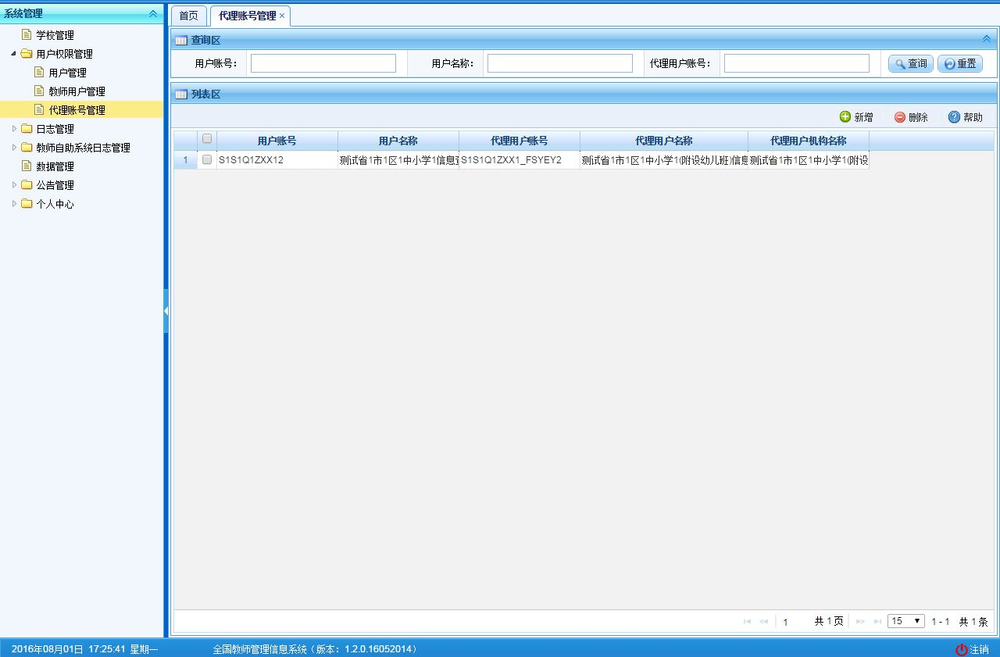 系统管理
学校管理
用户权限管理
用户管理
教师用户管理
代理账号管理
日志管理
教师自助系统日志管理
数据管理
公告管理
个人中心
首页 代理账号管理 ×
查询区
用户账号： 用户名称： 代理用户账号： 查询 重置
列表区
新增 删除 帮助
用户账号 用户名称 代理用户账号 代理用户名称 代理用户机构名称
1 S1S1Q1ZXX12 测试省1市1区1中小学1信息 S1S1Q1ZXX1_FSYEY2 测试省1市1区1中小学1(附设幼儿班)信息 测试省1市1区1中小学1(附设
1 共 1 页 15 1 - 1 共 1 条
2016年08月01日 17:25:41 星期一 全国教师管理信息系统（版本：1.2.0.16052014） 注销